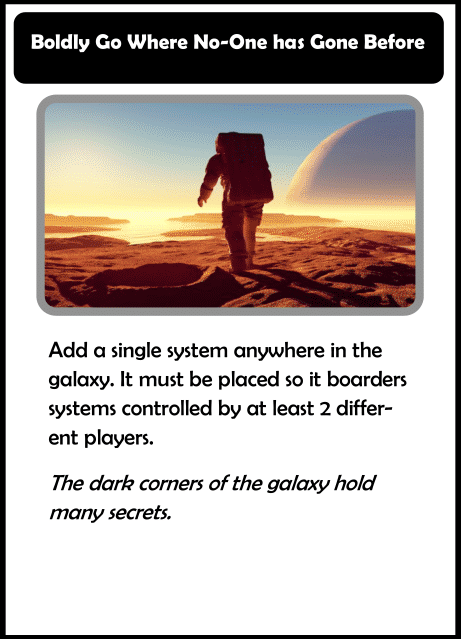 Boldly Go Where No-One has Gone Before
Add a single system anywhere in the
galaxy. It must be placed so it boarders
systems controlled by at least 2 differ-
ent players.
The dark corners of the galaxy hold
many secrets.